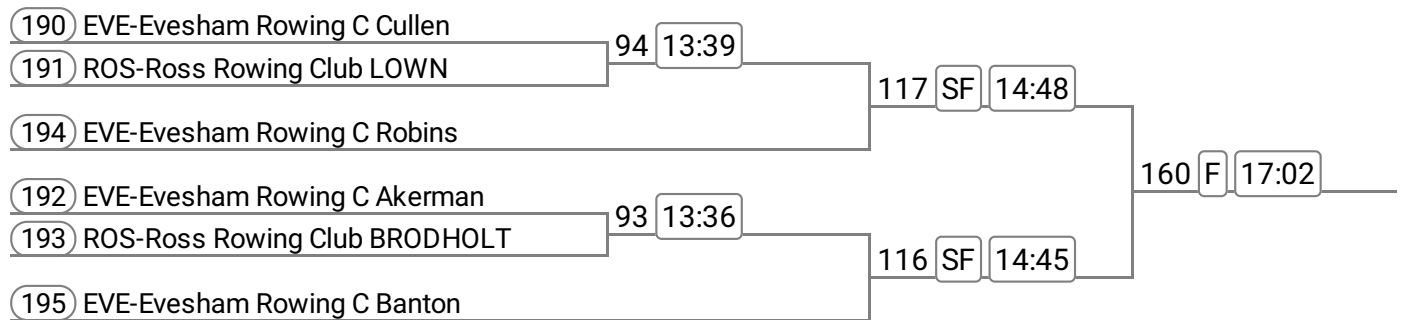 190 EVE-Evesham Rowing C Cullen
94 13:39
191 ROS-Ross Rowing Club LOWN
117 SF 14:48
194 EVE-Evesham Rowing C Robins
160 F 17:02
192 EVE-Evesham Rowing C Akerman
93 13:36
193 ROS-Ross Rowing Club BRODHOLT
116 SF 14:45
195 EVE-Evesham Rowing C Banton